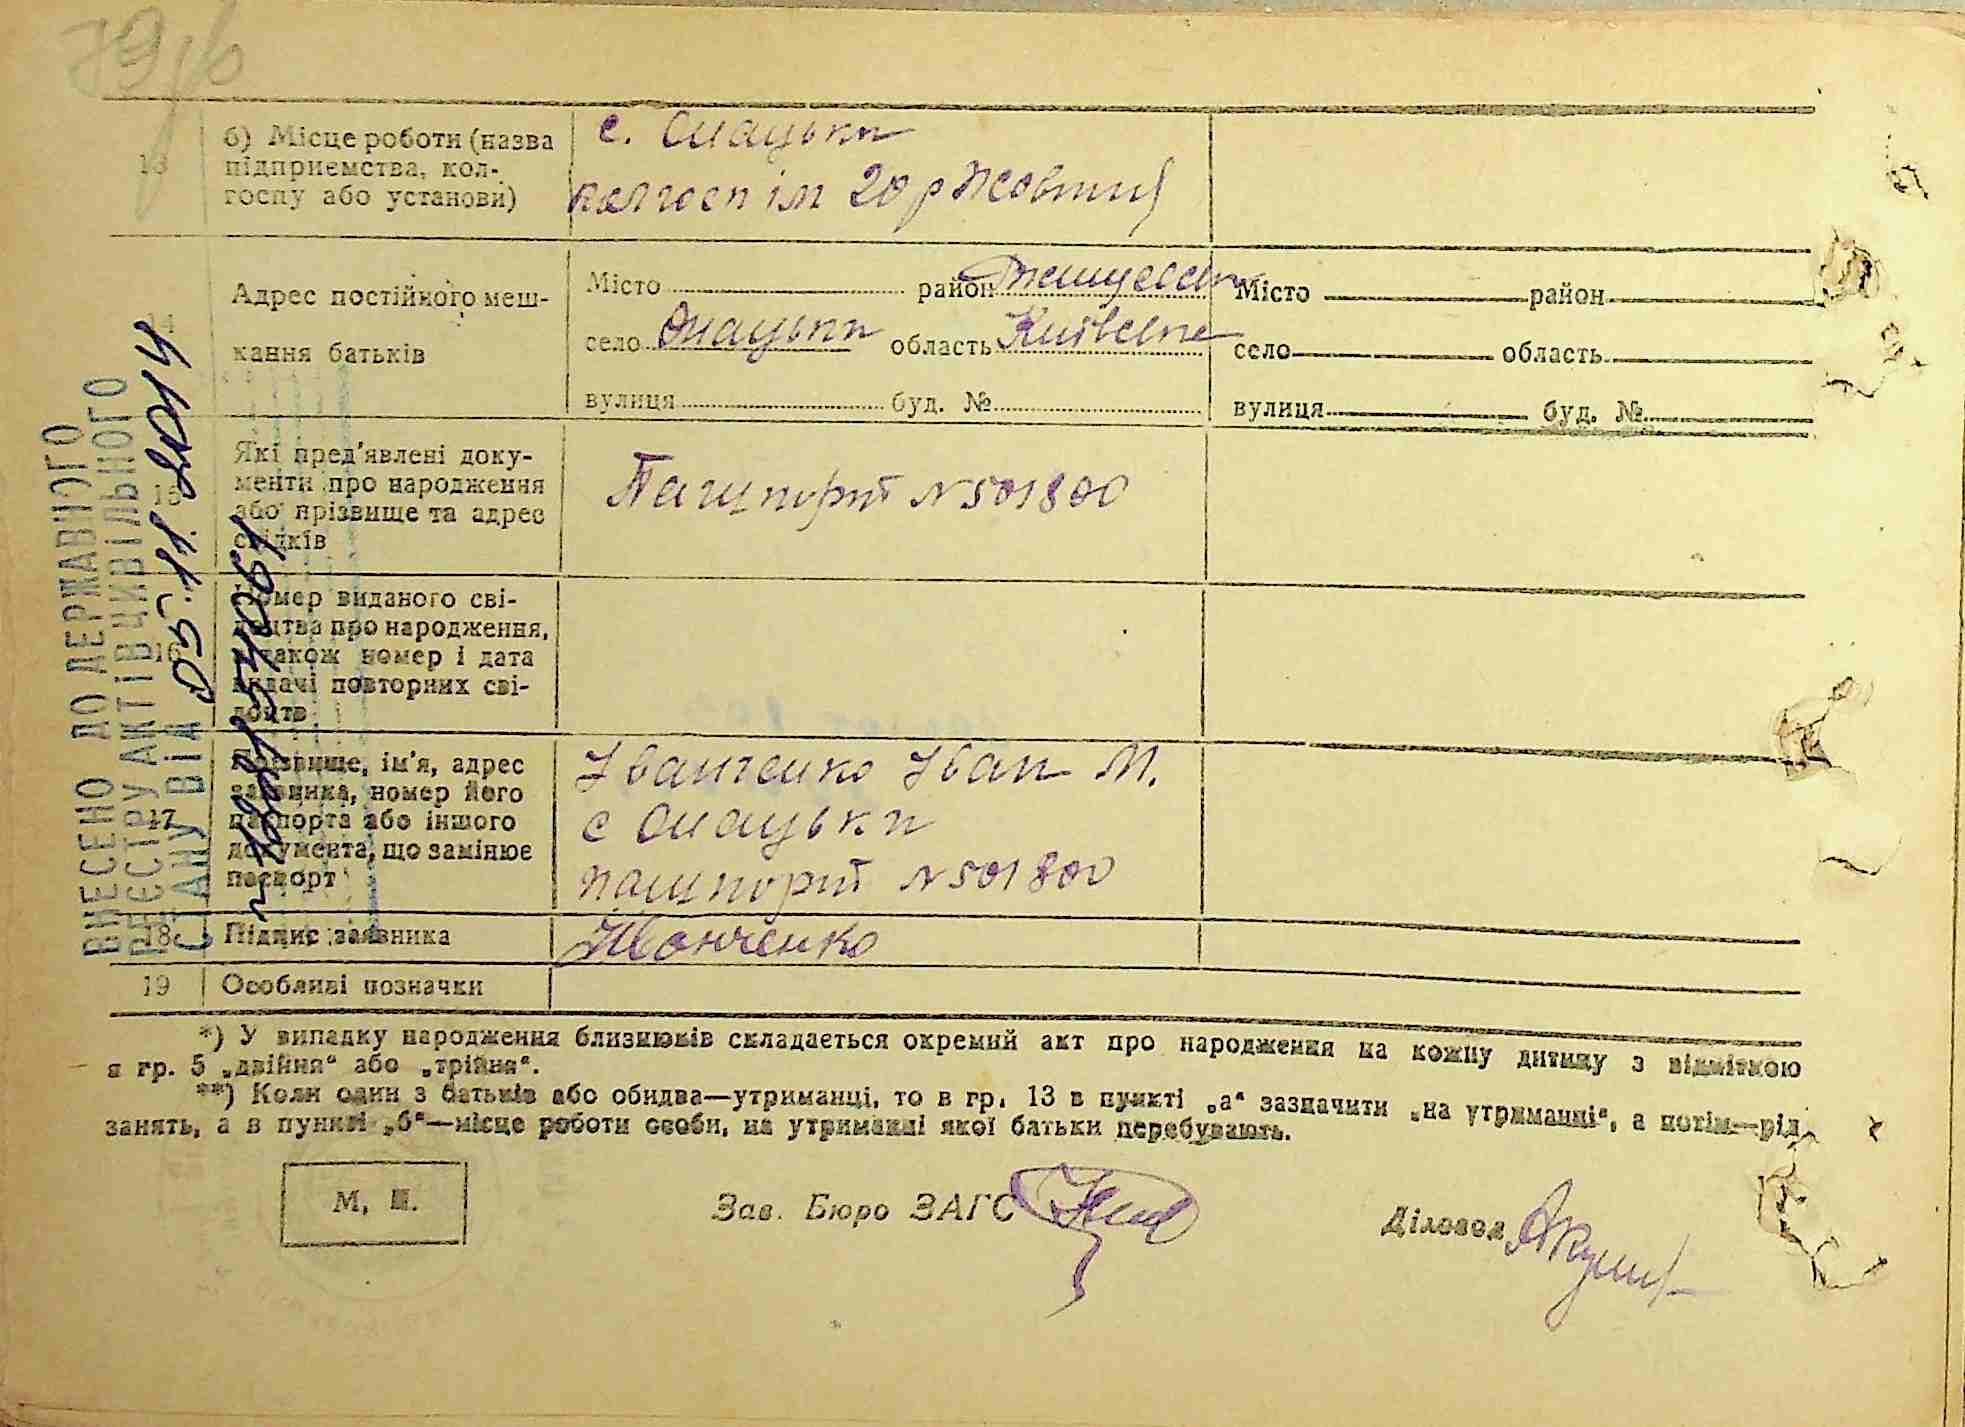 79
13
б) Місце роботи (назва підприємства, колгоспу або установи)
с. Онацьки
колгосп ім 20 р Жовтня
14
Адрес постійного мешкання батьків
Місто район
село Онацьки область Київська
вулиця буд. №
Місто район
село область
вулиця буд. №
15
Які пред'явлені документи про народження або прізвище та адрес свідків
Пашпорт N 501800
16
Номер виданого свідоцтва про народження, а також номер і дата видачі повторних свідоцтв
17
Прізвище, ім'я, адрес заявника, номер його паспорта або іншого документа, що замінює паспорт
Іванченко Іван М.
с Онацьки
пашпорт N 501800
18
Підпис заявника
Иванченко
19
Особливі позначки
*) У випадку народження близнюків складається окремий акт про народження на кожну дитину з відміткою
в гр. 5 „двійня“ або „трійня“.
**) Коли один з батьків або обидва—утриманці, то в гр. 13 в пункті „а“ зазначити „на утриманні“, а потім—рід
занять, а в пункті „б“—місце роботи особи, на утриманні якої батьки перебувають.
М. Ш.
Зав. Бюро ЗАГС
Діловод
ВНЕСЕНО ДО ДЕРЖАВНОГО
РЕЄСТРУ АКТІВ ЦИВІЛЬНОГО
СТАНУ ВІД 05.11.2014